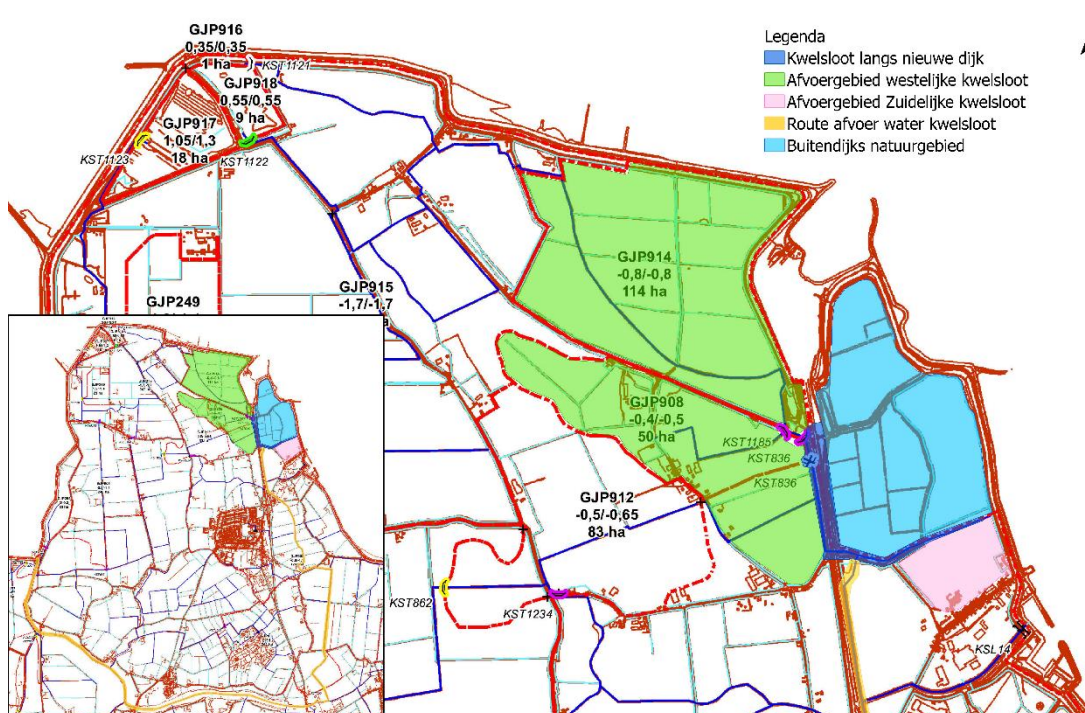 Legenda
Kwelsloot langs nieuwe dijk
Afvoergebied westelijke kwelsloot
Afvoergebied Zuidelijke kwelsloot
Route afvoer water kwelsloot
Buitendijks natuurgebied
GJP916
0,35/0,35
1 ha
KST1121
GJP918
0,55/0,55
9 ha
GJP917
1,05/1,3
18 ha
KST1123
KST1122
GJP914
-0,8/-0,8
114 ha
GJP915
-1,7/-1,7
GJP249
GJP908
-0,4/-0,5
50 ha
KST1185
KST836
KST836
GJP912
-0,5/-0,65
83 ha
KST862
KST1234
KSL14